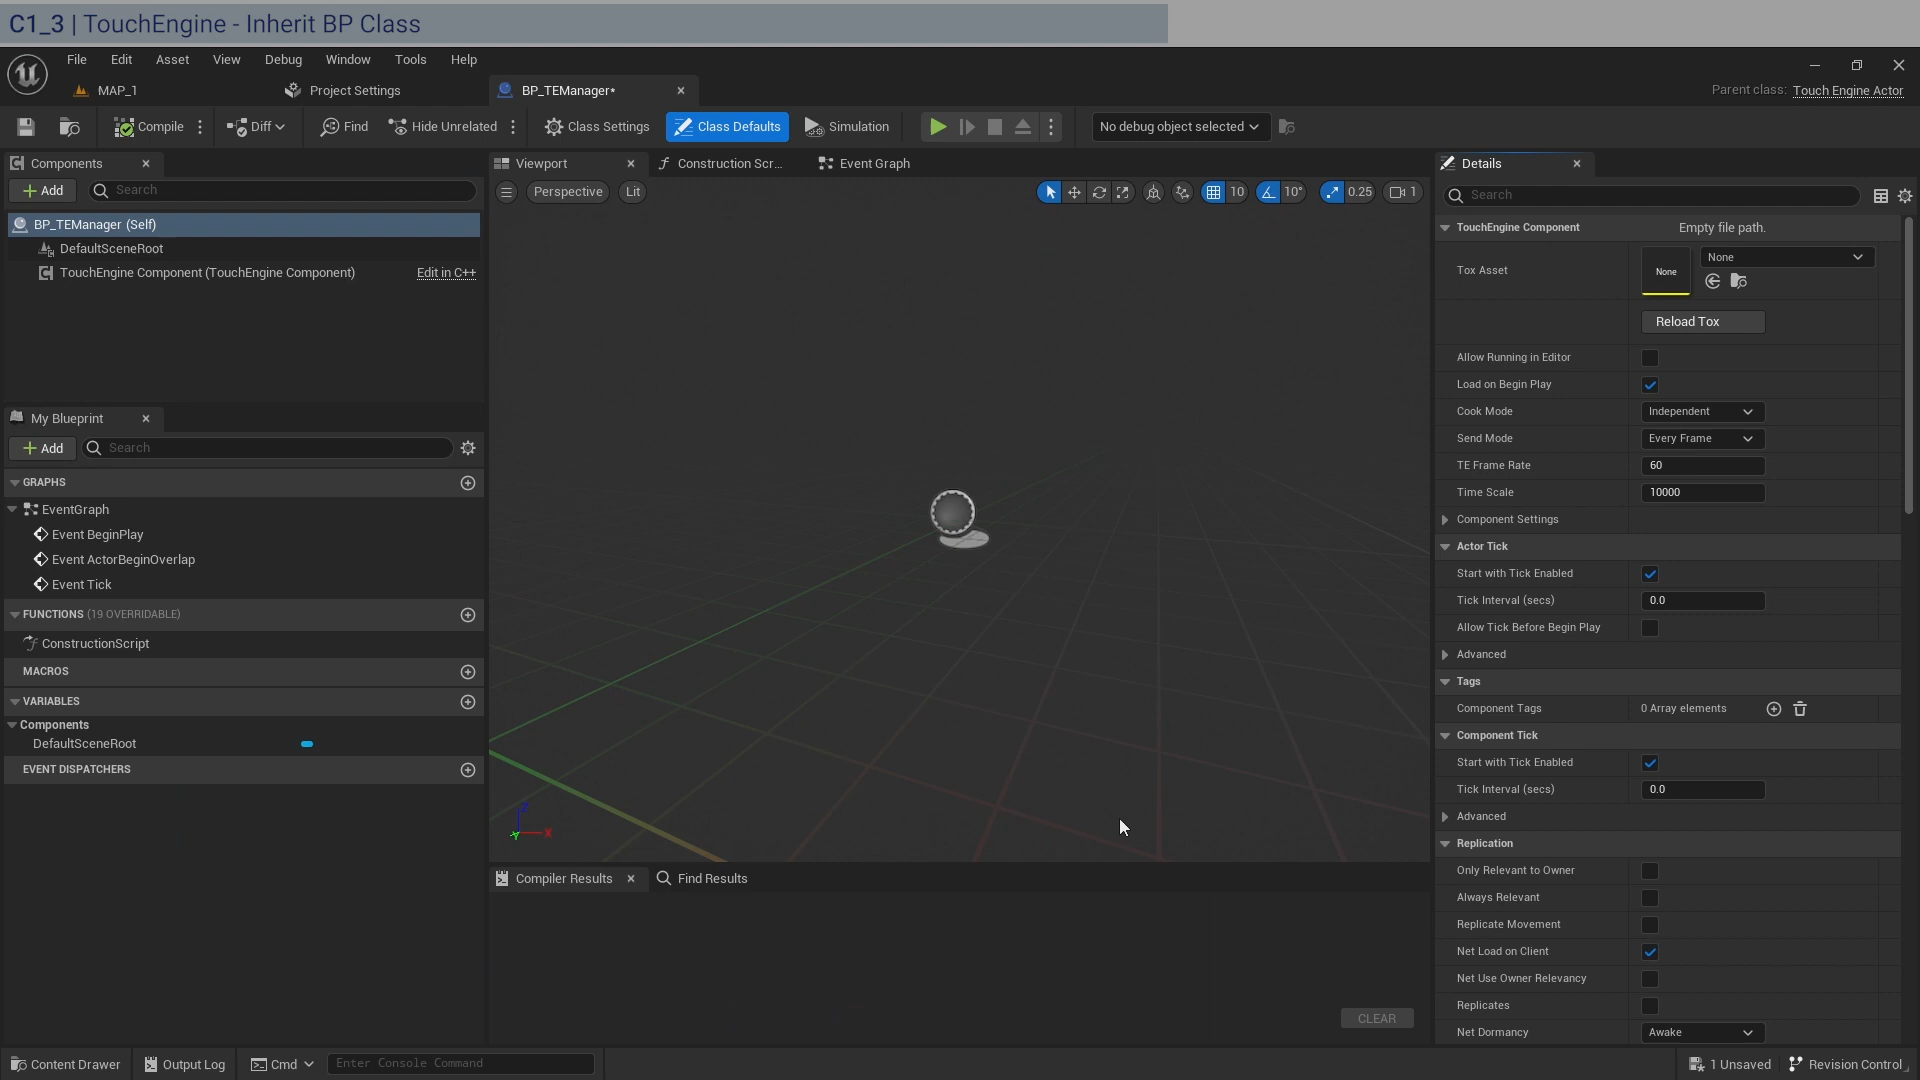 C1_3 | TouchEngine - Inherit BP Class
File Edit Asset View Debug Window Tools Help
MAP_1 Project Settings BP_TEManager* Parent class: Touch Engine Actor
Compile Diff Find Hide Unrelated Class Settings Class Defaults Simulation No debug object selected
Components
Add Search
BP_TEManager (Self)
DefaultSceneRoot
TouchEngine Component (TouchEngine Component) Edit in C++
My Blueprint
Add Search
GRAPHS
EventGraph
Event BeginPlay
Event ActorBeginOverlap
Event Tick
FUNCTIONS (19 OVERRIDABLE)
ConstructionScript
MACROS
VARIABLES
Components
DefaultSceneRoot
EVENT DISPATCHERS
Viewport Construction Scr... Event Graph
Perspective Lit 10 10° 0.25 1
Z
X
Y
Compiler Results Find Results
CLEAR
Details
Search
TouchEngine Component Empty file path.
Tox Asset None None
Reload Tox
Allow Running in Editor
Load on Begin Play
Cook Mode Independent
Send Mode Every Frame
TE Frame Rate 60
Time Scale 10000
Component Settings
Actor Tick
Start with Tick Enabled
Tick Interval (secs) 0.0
Allow Tick Before Begin Play
Advanced
Tags
Component Tags 0 Array elements
Component Tick
Start with Tick Enabled
Tick Interval (secs) 0.0
Advanced
Replication
Only Relevant to Owner
Always Relevant
Replicate Movement
Net Load on Client
Net Use Owner Relevancy
Replicates
Net Dormancy Awake
Content Drawer Output Log Cmd Enter Console Command 1 Unsaved Revision Control